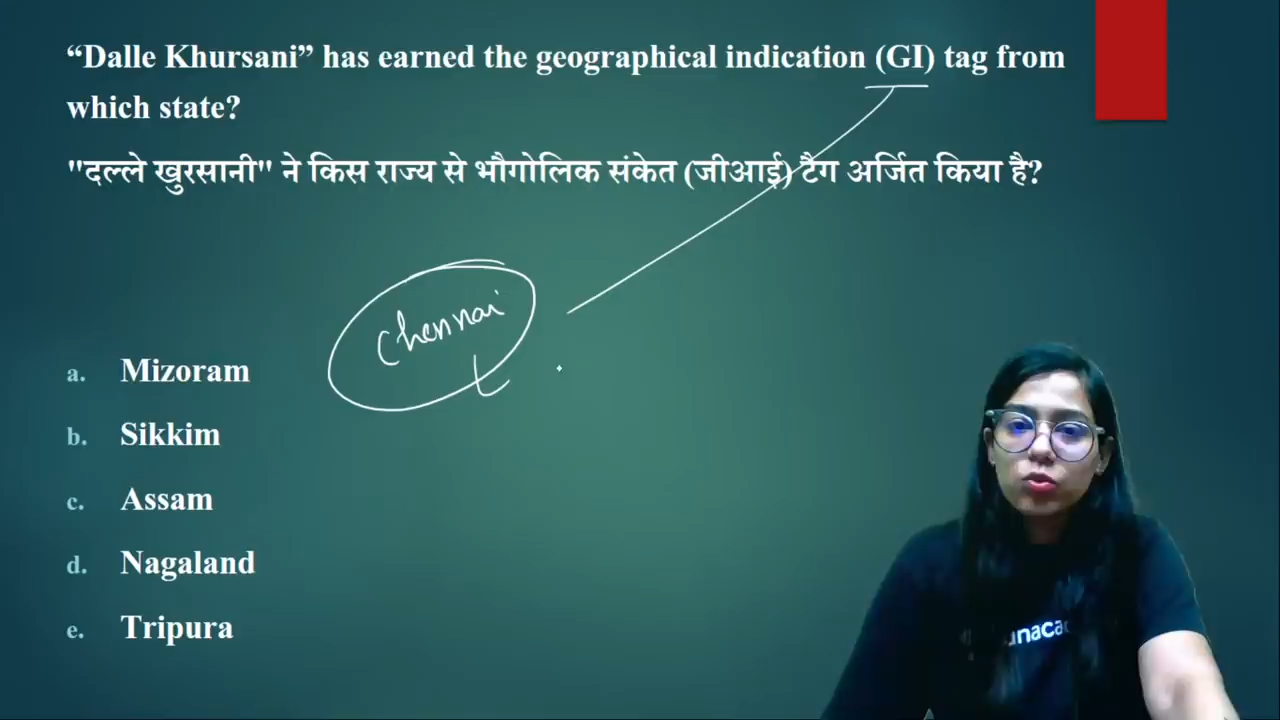 “Dalle Khursani” has earned the geographical indication (GI) tag from
which state?
"दल्ले खुरसानी" ने किस राज्य से भौगोलिक संकेत (जीआई) टैग अर्जित किया है?
Chennai
a. Mizoram
b. Sikkim
c. Assam
d. Nagaland
e. Tripura
unacad